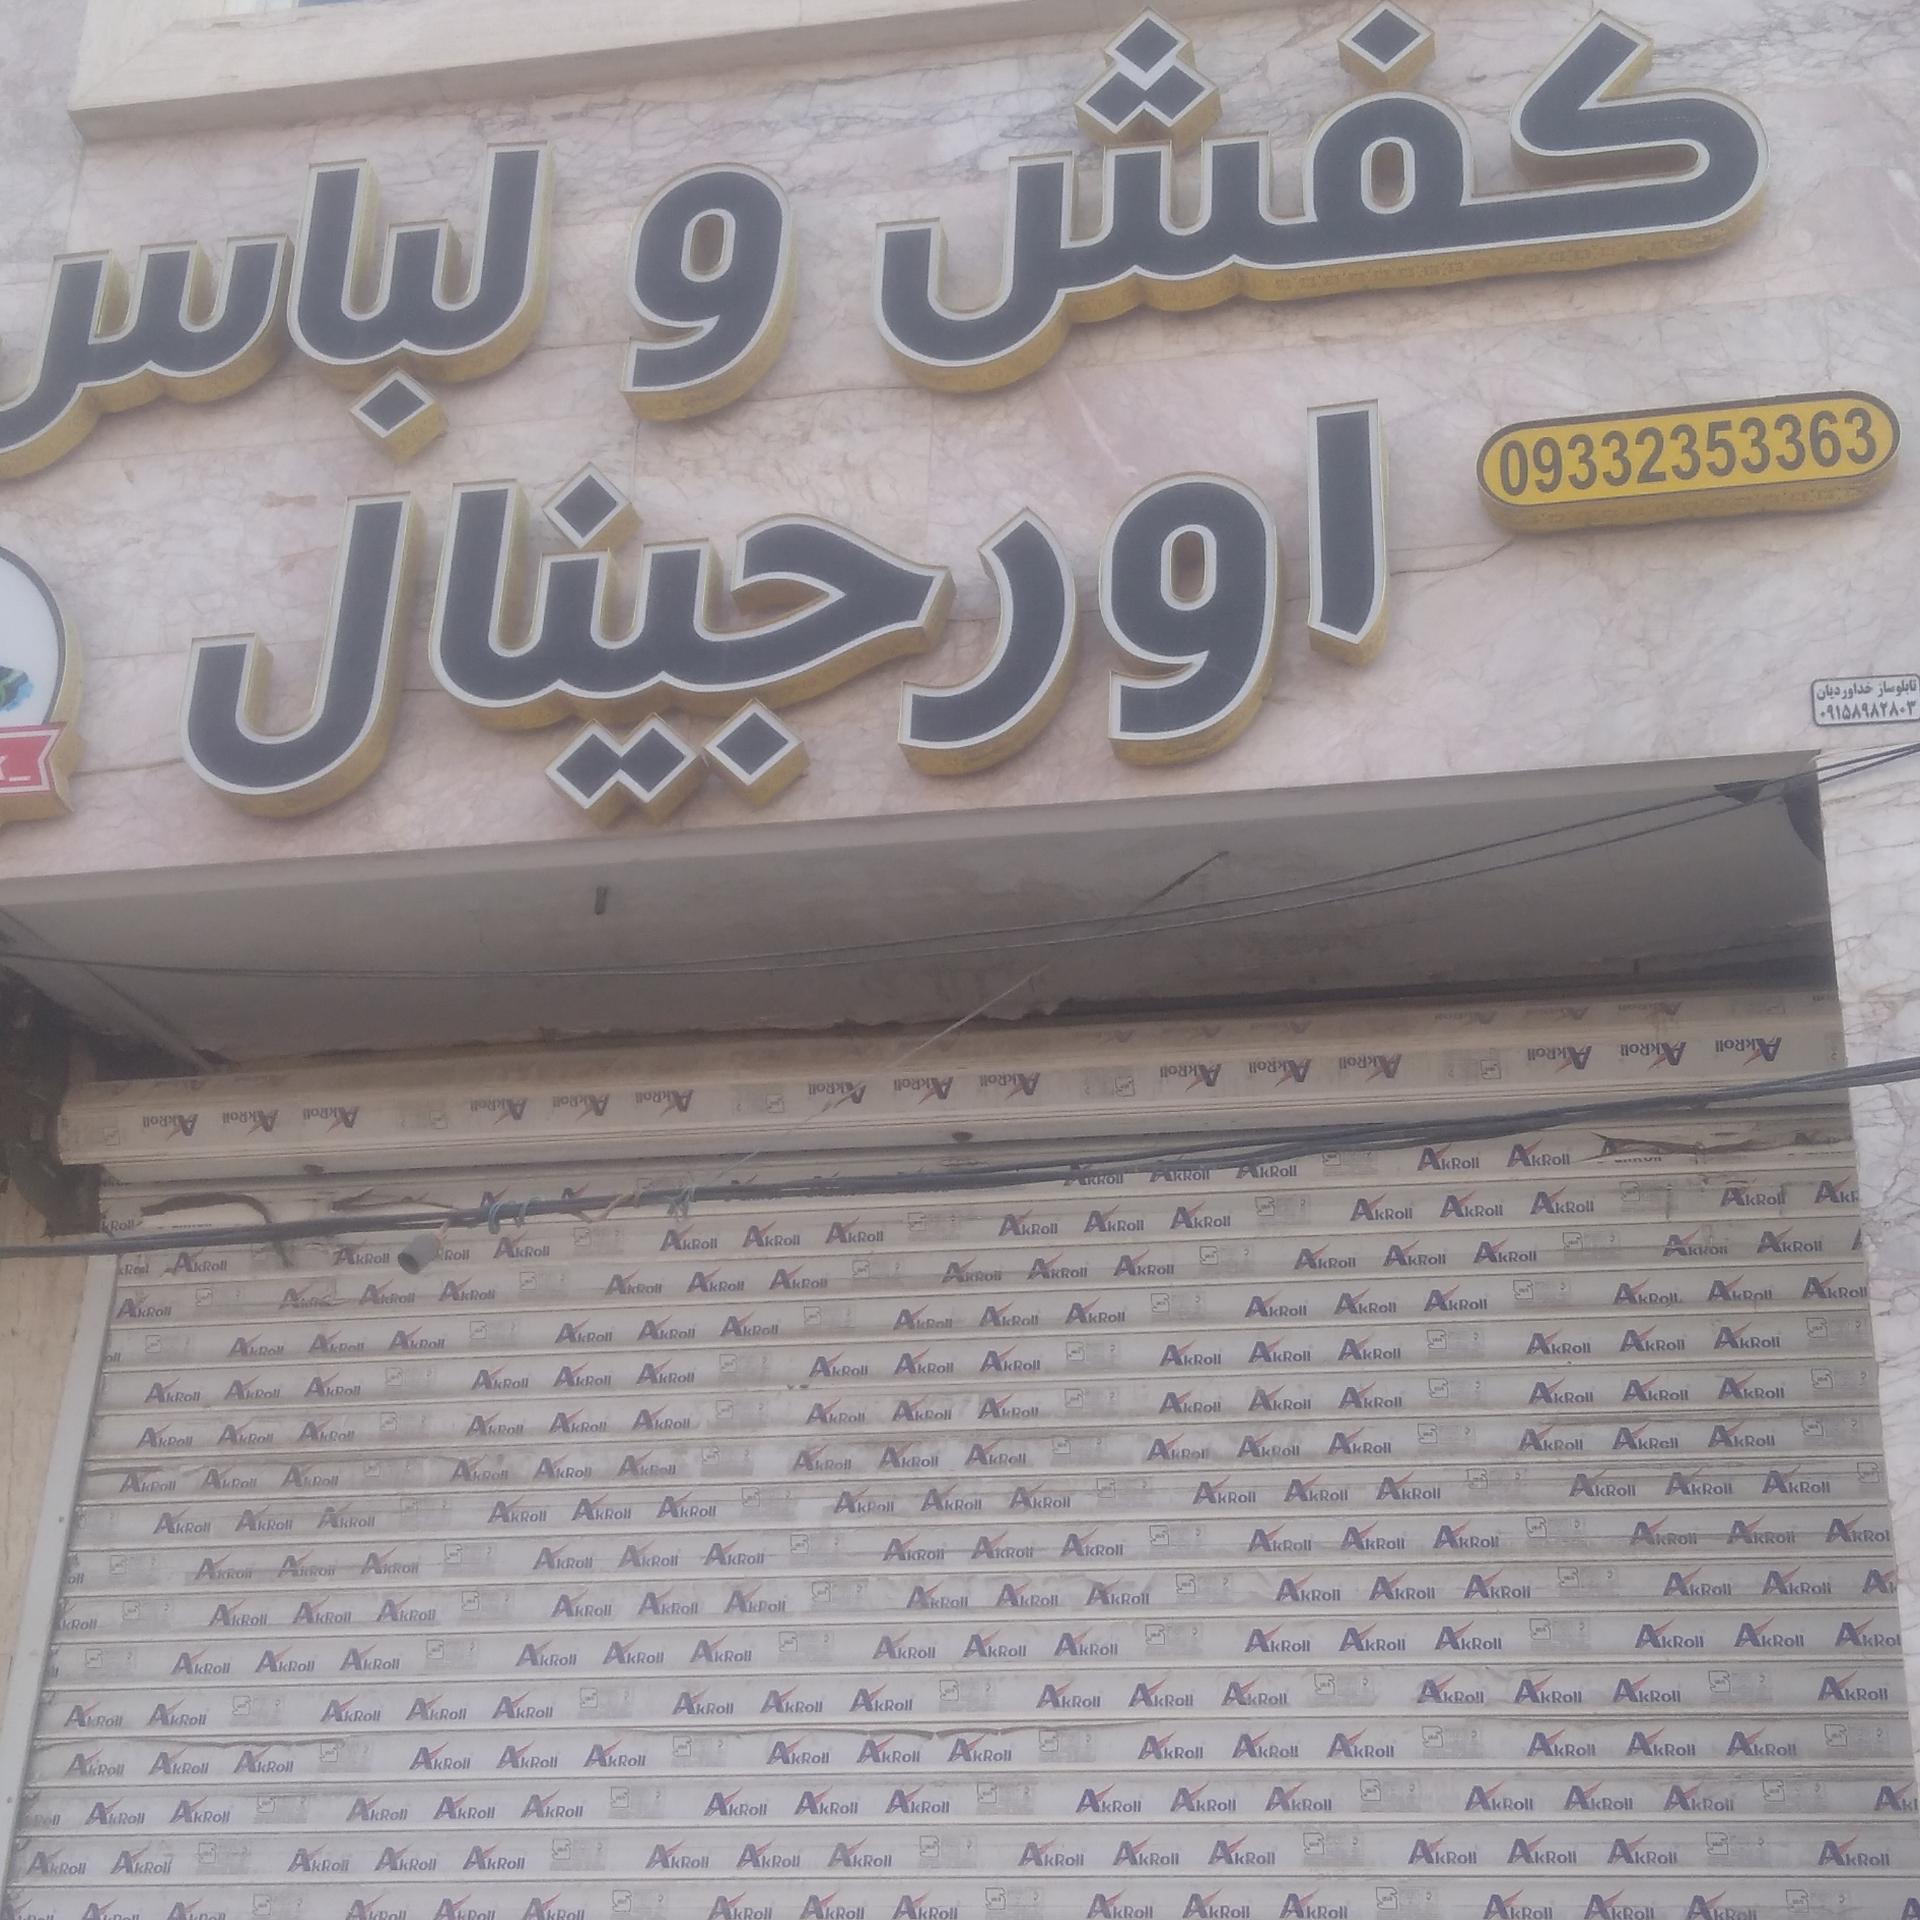 کفش و لباس
اورجینال
09332353363
تابلوساز خداوردیان
۰۹۱۵۸۹۸۲۸۰۳
AkRoll